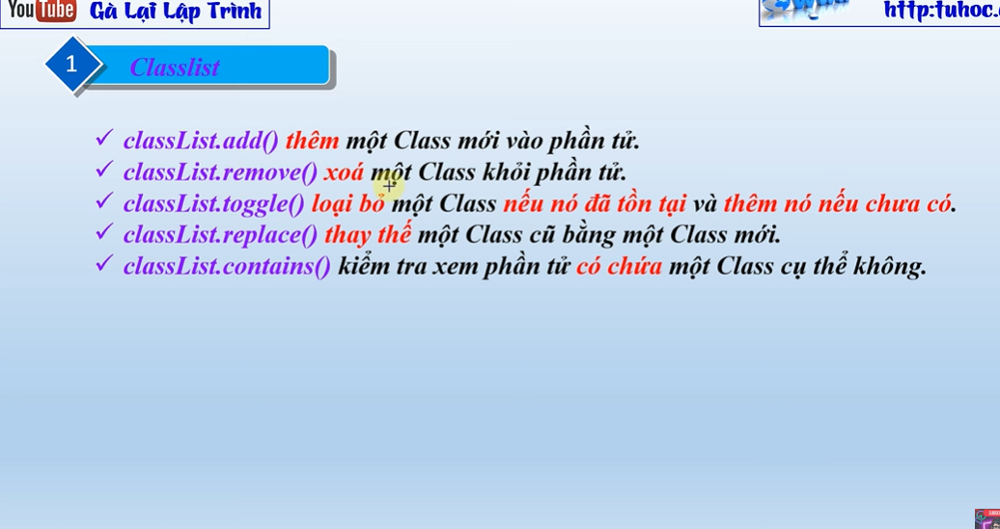 YouTube Gà Lại Lập Trình
http:tuhoc.
1 Classlist
✓ classList.add() thêm một Class mới vào phần tử.
✓ classList.remove() xoá một Class khỏi phần tử.
✓ classList.toggle() loại bỏ một Class nếu nó đã tồn tại và thêm nó nếu chưa có.
✓ classList.replace() thay thế một Class cũ bằng một Class mới.
✓ classList.contains() kiểm tra xem phần tử có chứa một Class cụ thể không.